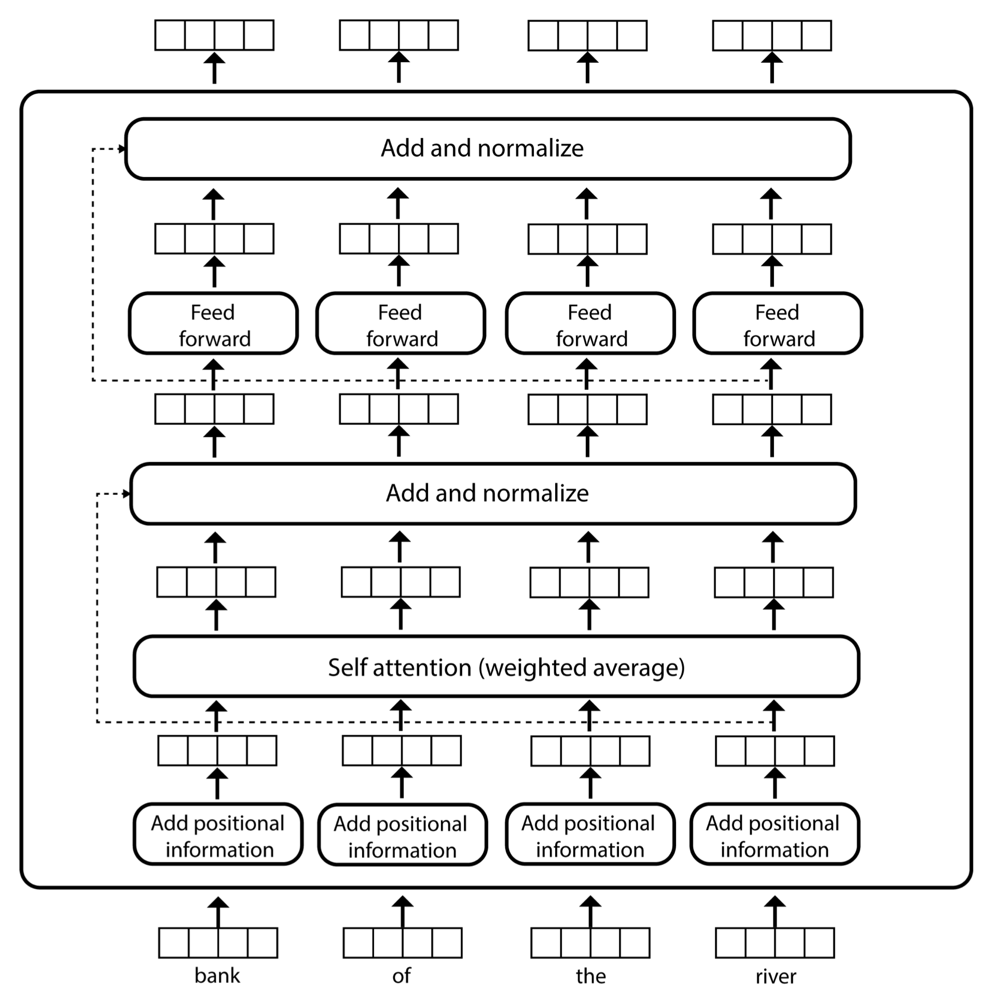 Add and normalize
Feed
forward
Feed
forward
Feed
forward
Feed
forward
Add and normalize
Self attention (weighted average)
Add positional
information
Add positional
information
Add positional
information
Add positional
information
bank
of
the
river